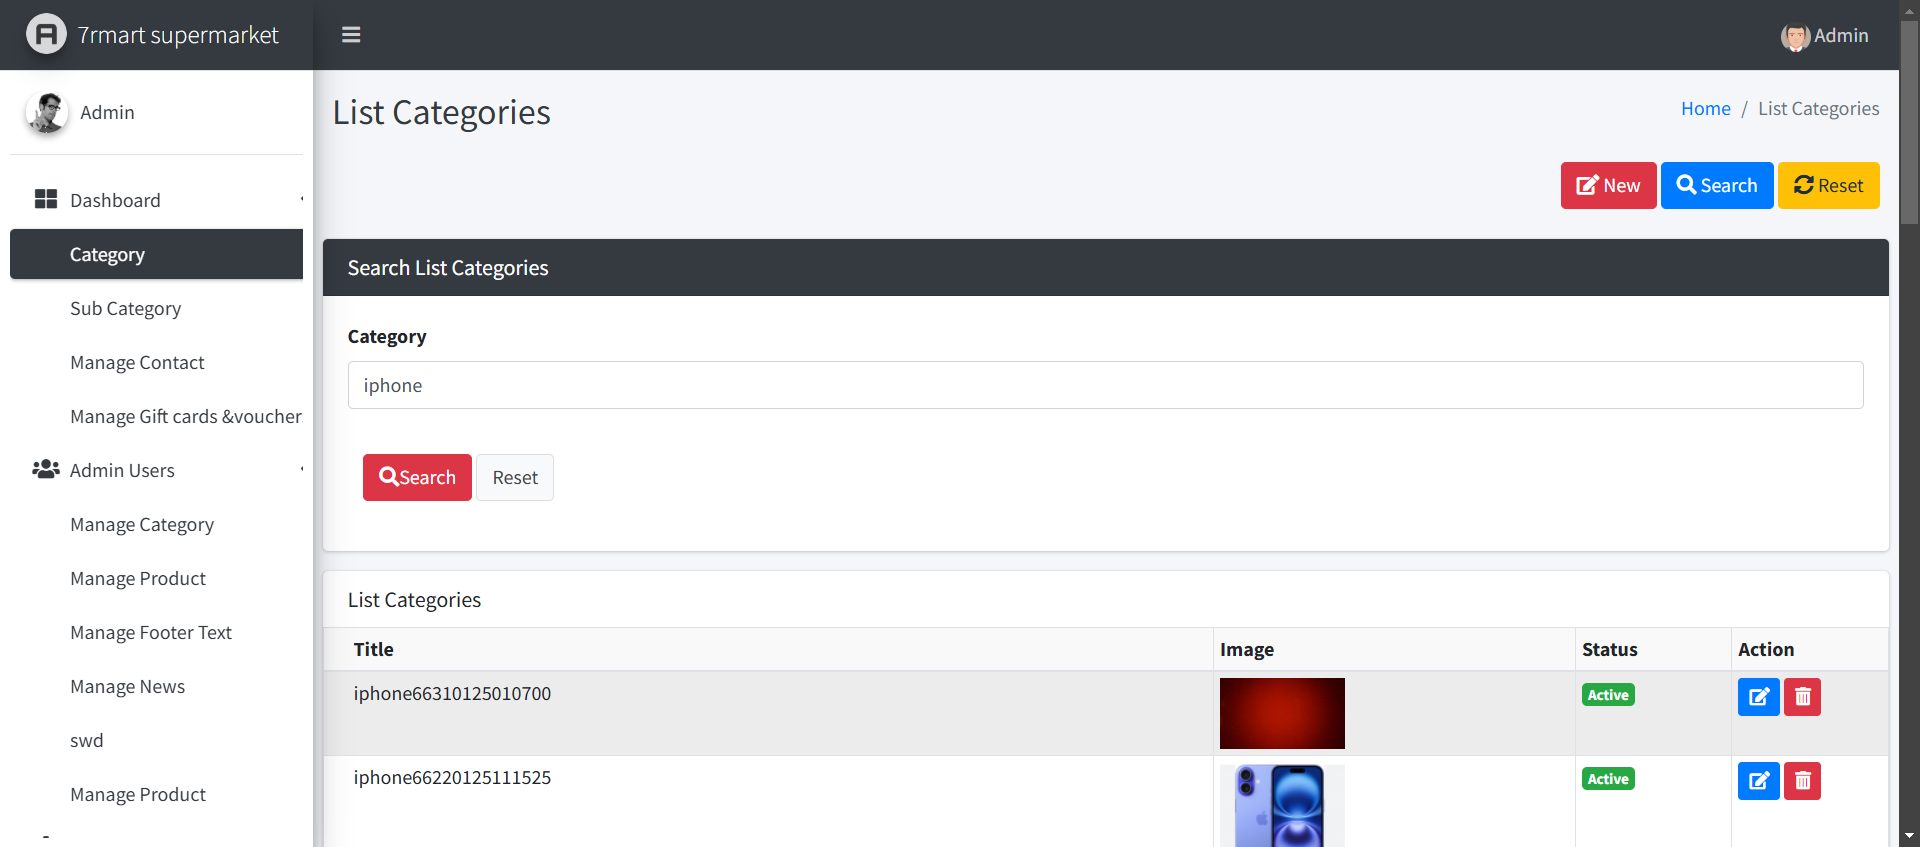 7rmart supermarket
Admin
Admin
Dashboard
Category
Sub Category
Manage Contact
Manage Gift cards &voucher
Admin Users
Manage Category
Manage Product
Manage Footer Text
Manage News
swd
Manage Product
List Categories
Home / List Categories
New Search Reset
Search List Categories
Category
iphone
Search Reset
List Categories
Title Image Status Action
iphone66310125010700 Active
iphone66220125111525 Active